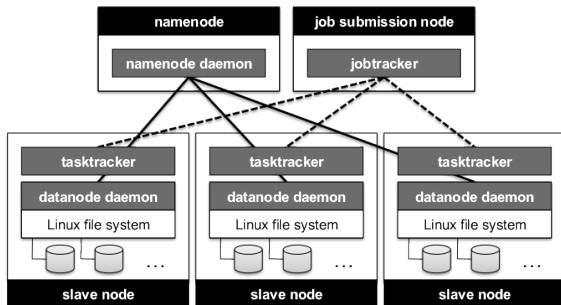 namenode
job submission node
namenode daemon
jobtracker
tasktracker
tasktracker
tasktracker
datanode daemon
datanode daemon
datanode daemon
Linux file system
Linux file system
Linux file system
...
...
...
slave node
slave node
slave node